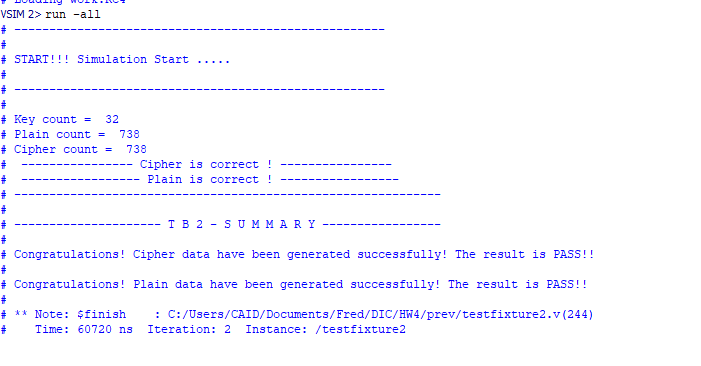 # Loading work.RC4
VSIM 2> run -all
# -----------------------------------------------------
#
# START!!! Simulation Start .....
#
# -----------------------------------------------------
#
# Key count =  32
# Plain count =  738
# Cipher count =  738
#  ---------------- Cipher is correct ! ----------------
#  ----------------- Plain is correct ! -----------------
# -------------------------------------------------------------
#
# --------------------- T B 2 - S U M M A R Y -----------------
#
# Congratulations! Cipher data have been generated successfully! The result is PASS!!
#
# Congratulations! Plain data have been generated successfully! The result is PASS!!
#
# ** Note: $finish    : C:/Users/CAID/Documents/Fred/DIC/HW4/prev/testfixture2.v(244)
#    Time: 60720 ns  Iteration: 2  Instance: /testfixture2